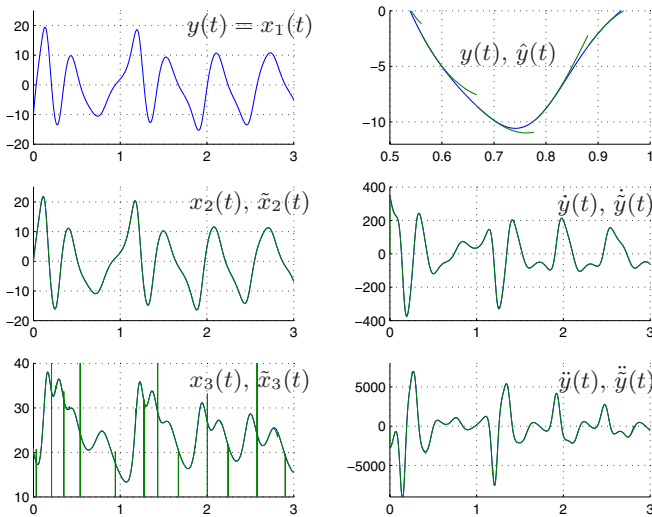 y(t) = x₁(t)
20
10
0
−10
−20
0 1 2 3
y(t), ŷ(t)
0
−5
−10
0.5 0.6 0.7 0.8 0.9 1
x₂(t), x̃₂(t)
20
10
0
−10
−20
0 1 2 3
ẏ(t), ỹ̇(t)
400
200
0
−200
−400
0 1 2 3
x₃(t), x̃₃(t)
40
30
20
10
0 1 2 3
ÿ(t), ỹ̈(t)
5000
0
−5000
0 1 2 3